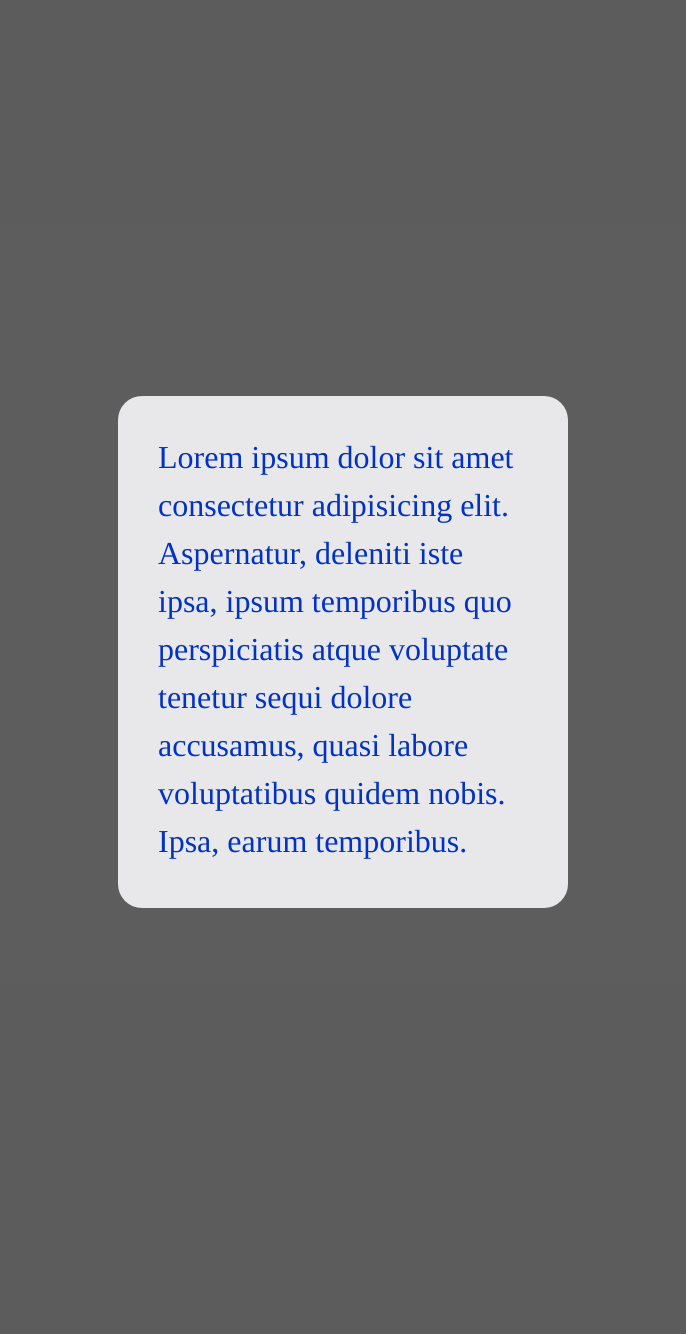 Lorem ipsum dolor sit amet
consectetur adipisicing elit.
Aspernatur, deleniti iste
ipsa, ipsum temporibus quo
perspiciatis atque voluptate
tenetur sequi dolore
accusamus, quasi labore
voluptatibus quidem nobis.
Ipsa, earum temporibus.